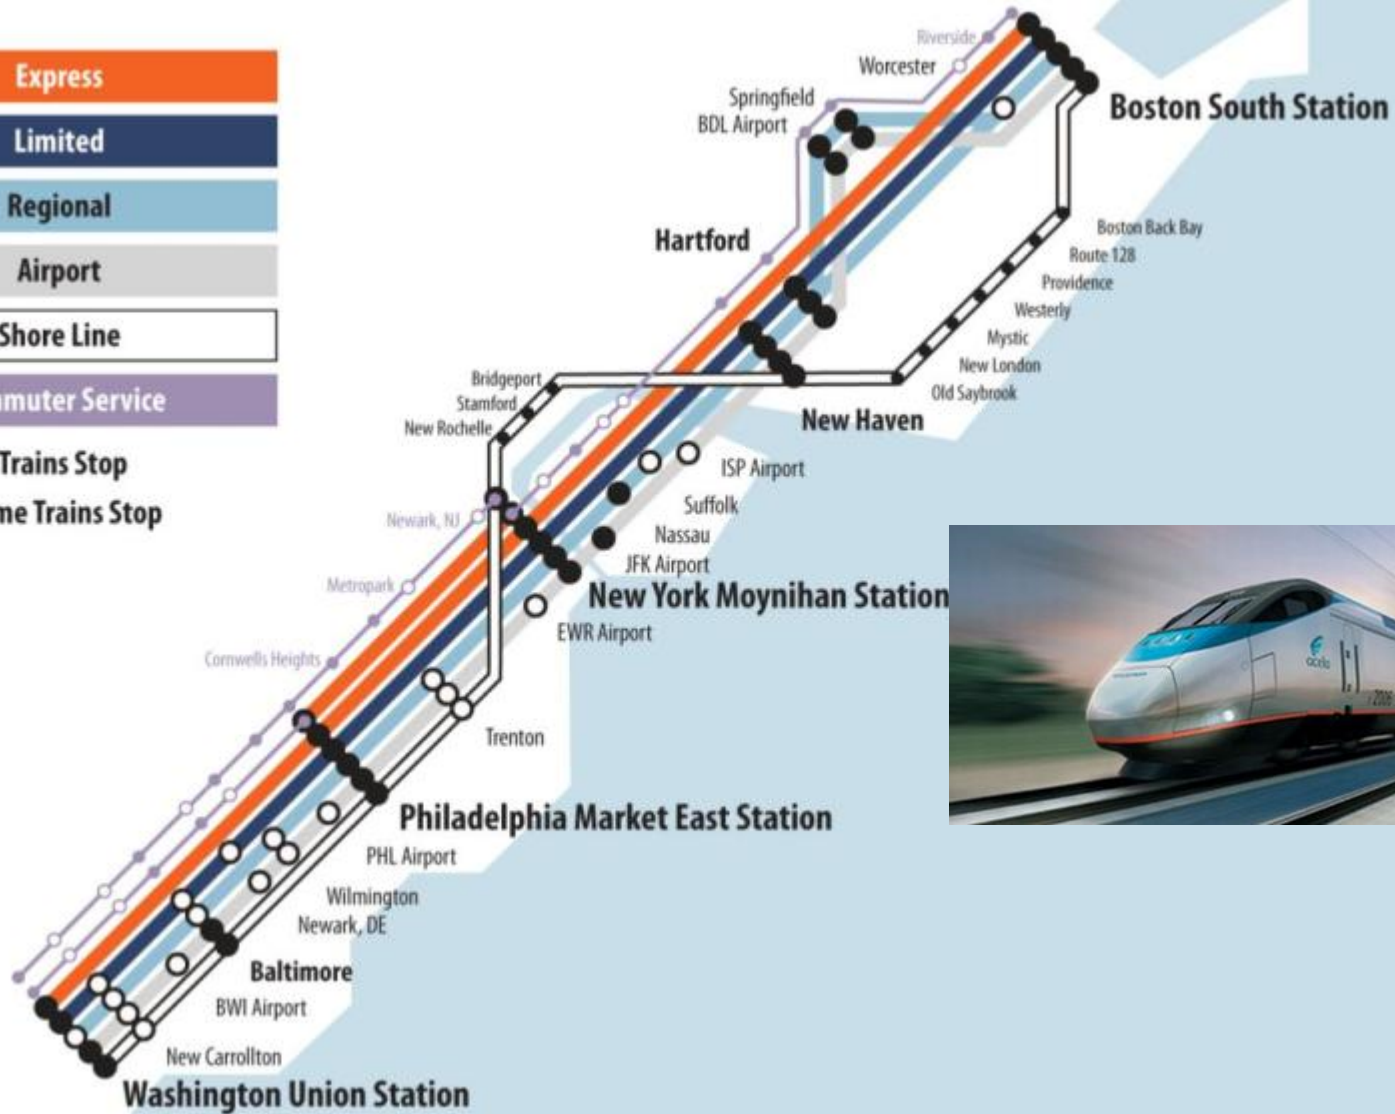 Express
Limited
Regional
Airport
Shore Line
mmuter Service
Trains Stop
me Trains Stop
Riverside
Worcester
Springfield
BDL Airport
Boston South Station
Hartford
Boston Back Bay
Route 128
Providence
Westerly
Mystic
New London
Old Saybrook
Bridgeport
Stamford
New Rochelle
New Haven
ISP Airport
Suffolk
Nassau
JFK Airport
Newark, NJ
New York Moynihan Station
EWR Airport
Metropark
Cornwells Heights
Trenton
Philadelphia Market East Station
PHL Airport
Wilmington
Newark, DE
Baltimore
BWI Airport
New Carrollton
Washington Union Station
acela